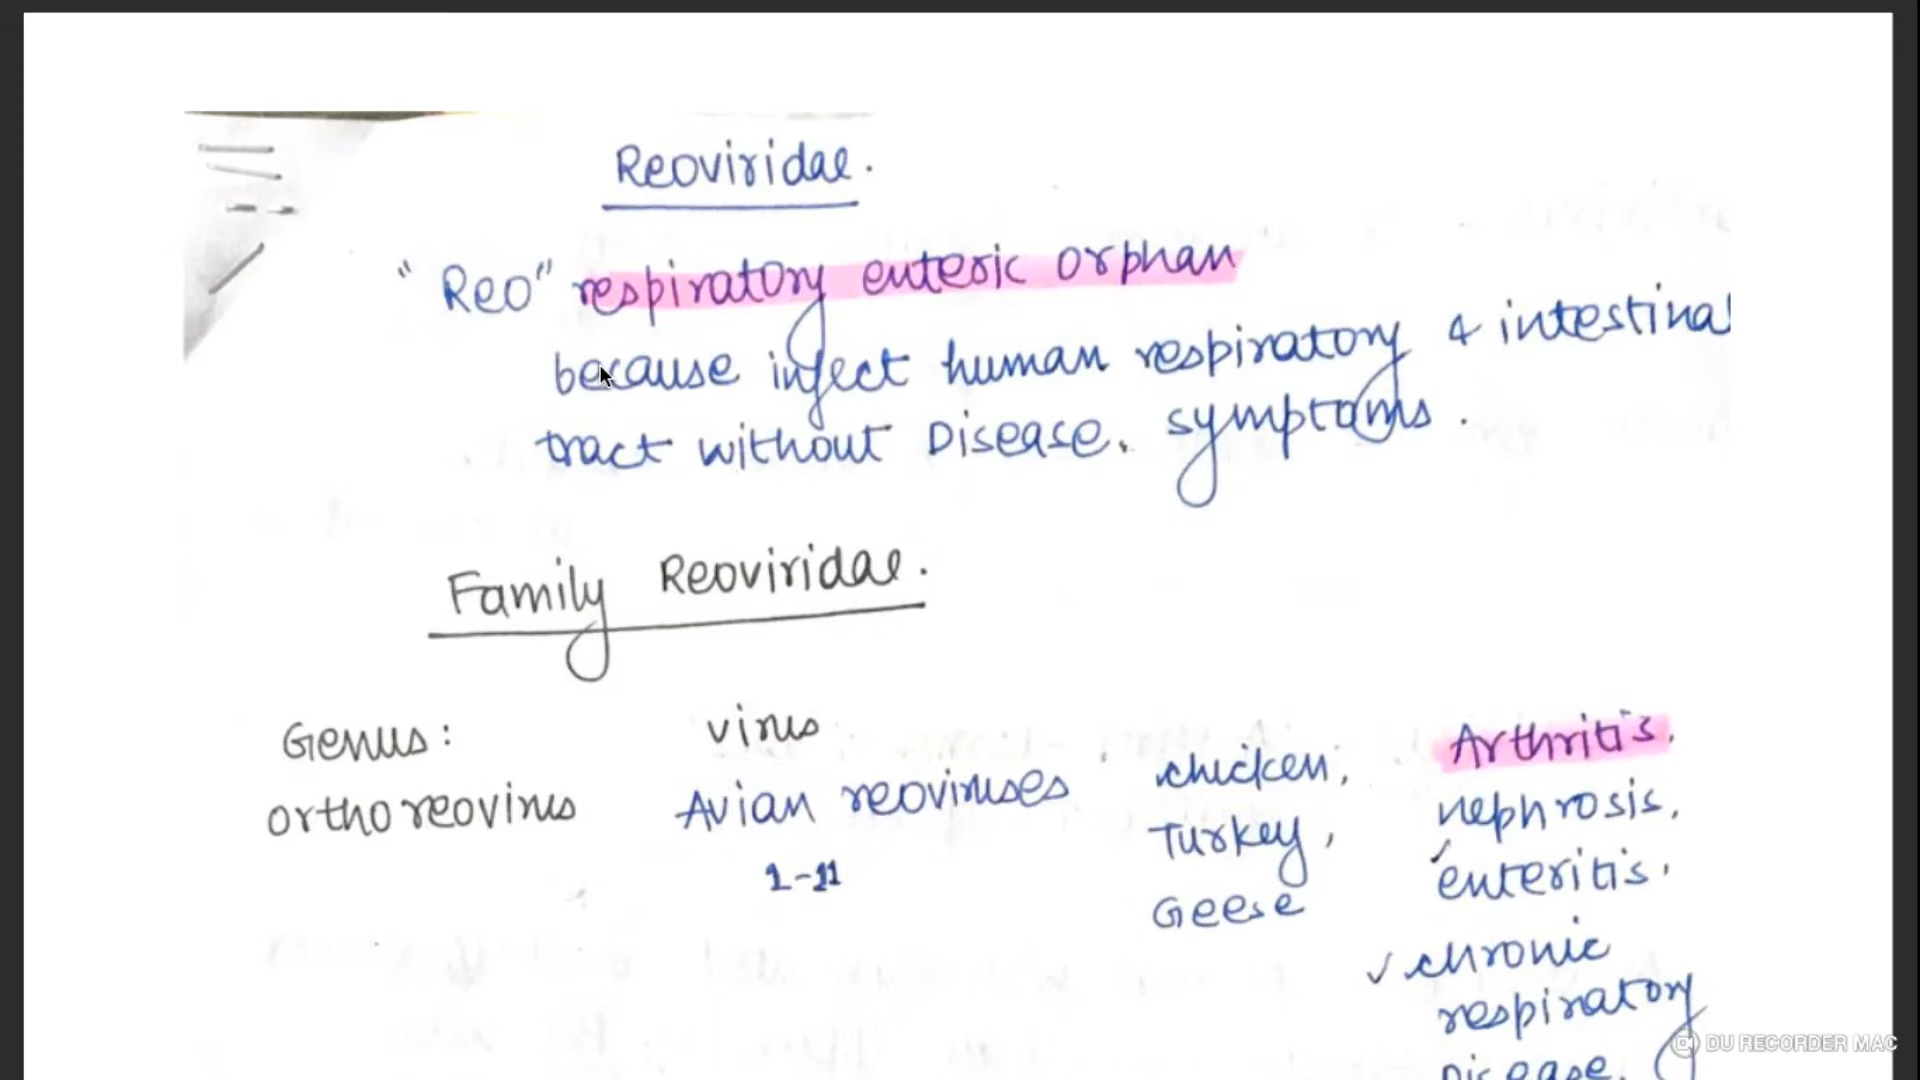 Reoviridae.
"Reo" respiratory enteric orphan
because infect human respiratory & intestinal
tract without Disease. symptoms.
Family Reoviridae.
Genus: virus
orthoreovirus Avian reoviruses
1-11
chicken,
Turkey,
Geese
Arthritis.
nephrosis,
✓ enteritis,
✓ chronic
respiratory
Disease.
DU RECORDER MAC